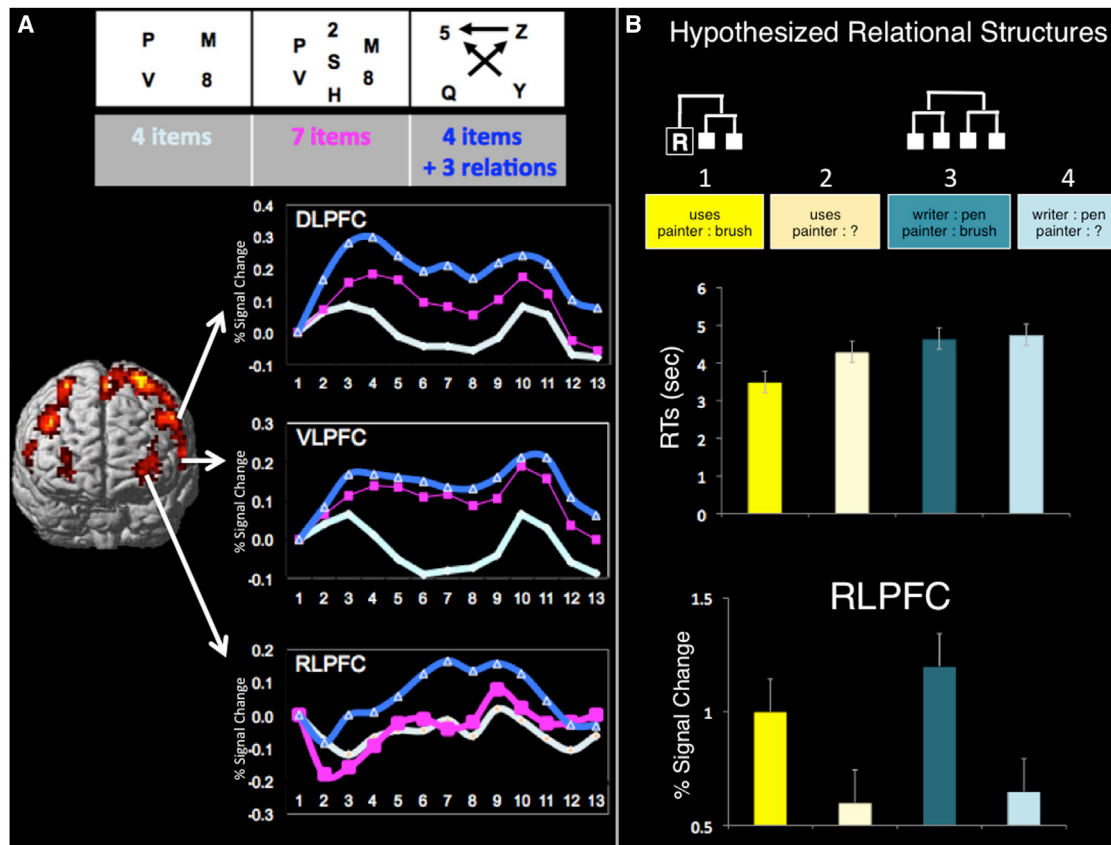 A
P M
V 8
2
P M
S
V 8
H
5 Z
Q Y
4 items
7 items
4 items
+ 3 relations
DLPFC
% Signal Change
0.4
0.3
0.2
0.1
0.0
-0.1
1 2 3 4 5 6 7 8 9 10 11 12 13
VLPFC
% Signal Change
0.3
0.2
0.1
0.0
-0.1
1 2 3 4 5 6 7 8 9 10 11 12 13
RLPFC
% Signal Change
0.2
0.1
0.0
-0.1
-0.2
-0.3
1 2 3 4 5 6 7 8 9 10 11 12 13
B
Hypothesized Relational Structures
R
1 2 3 4
uses
painter : brush
uses
painter : ?
writer : pen
painter : brush
writer : pen
painter : ?
RTs (sec)
6
5
4
3
2
1
0
RLPFC
% Signal Change
1.5
1
0.5